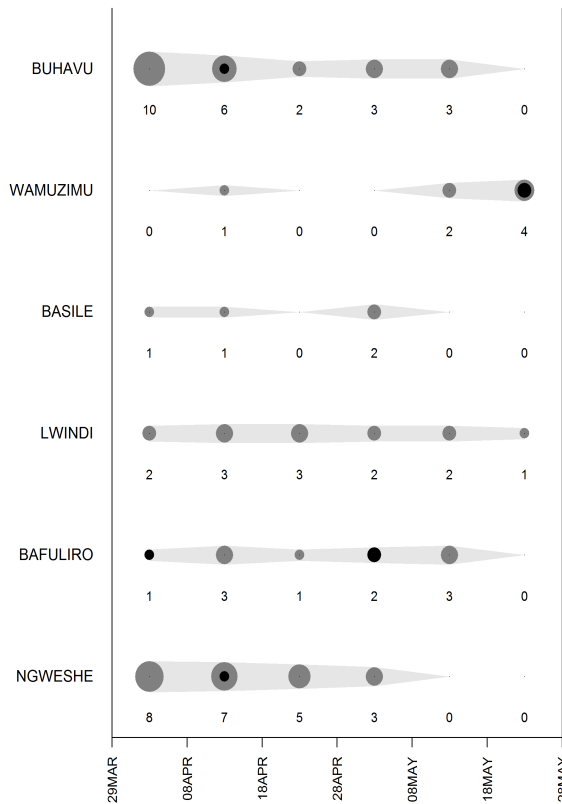 BUHAVU
10 6 2 3 3 0
WAMUZIMU
0 1 0 0 2 4
BASILE
1 1 0 2 0 0
LWINDI
2 3 3 2 2 1
BAFULIRO
1 3 1 2 3 0
NGWESHE
8 7 5 3 0 0
29MAR 08APR 18APR 28APR 08MAY 18MAY 28MAY